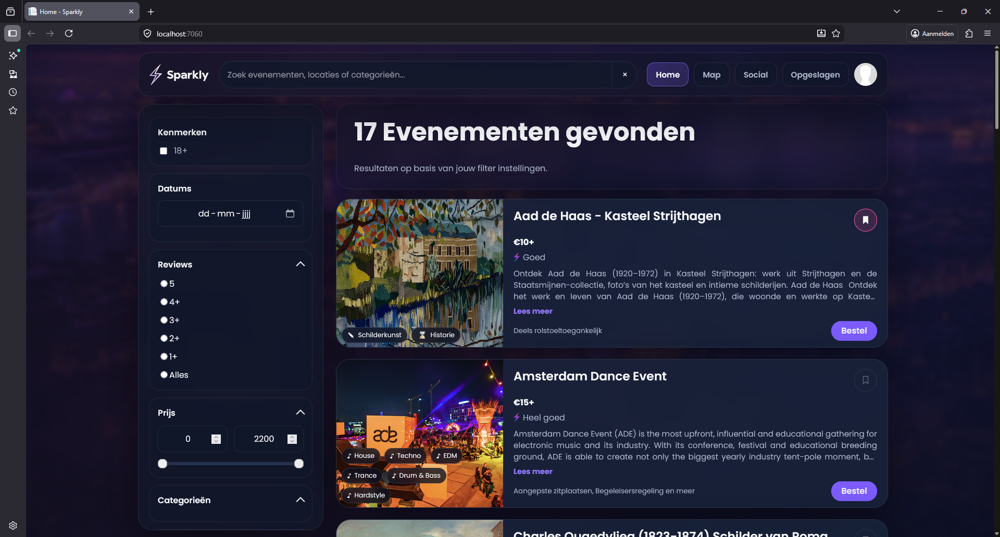 Home - Sparkly
localhost:7060
Aanmelden
Sparkly
Zoek evenementen, locaties of categorieën...
Home
Map
Social
Opgeslagen
Kenmerken
18+
Datums
dd - mm - jjjj
Reviews
5
4+
3+
2+
1+
Alles
Prijs
0
2200
Categorieën
17 Evenementen gevonden
Resultaten op basis van jouw filter instellingen.
Aad de Haas - Kasteel Strijthagen
€10+
Goed
Ontdek Aad de Haas (1920–1972) in Kasteel Strijthagen: werk uit Strijthagen en de
Staatsmijnen-collectie, foto’s van het kasteel en intieme schilderijen. Aad de Haas Ontdek
het werk en leven van Aad de Haas (1920–1972), die woonde en werkte op Kaste...
Lees meer
Schilderkunst
Historie
Deels rolstoeltoegankelijk
Bestel
Amsterdam Dance Event
€15+
Heel goed
Amsterdam Dance Event (ADE) is the most upfront, influential and educational gathering for
electronic music and its industry. With its conference, festival and educational breeding
ground, ADE is able to create not only the biggest yearly industry tent-pole moment, b...
Lees meer
ade
House
Techno
EDM
Trance
Drum & Bass
Hardstyle
Aangepste zitplaatsen, Begeleisersregeling en meer
Bestel
Charles Ougedvlieg (1823-1874) Schilder van Roma